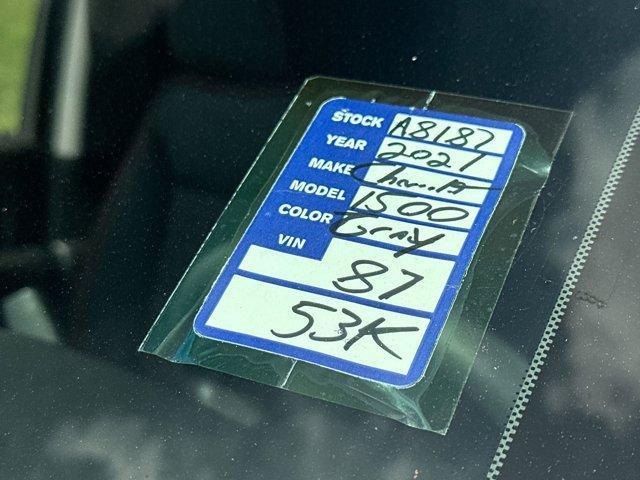 STOCK A8187
YEAR 2021
MAKE
MODEL 1500
COLOR Gray
VIN 87
53K